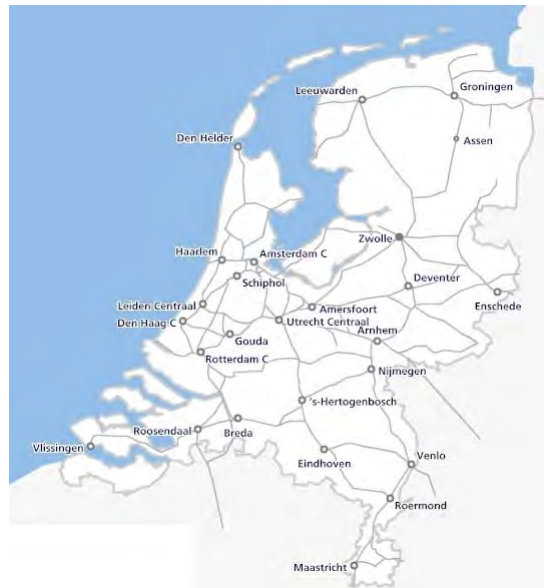 Leeuwarden
Groningen
Den Helder
Assen
Zwolle
Haarlem
Amsterdam C
Schiphol
Deventer
Leiden Centraal
Amersfoort
Enschede
Den Haag C
Utrecht Centraal
Gouda
Arnhem
Rotterdam C
Nijmegen
's-Hertogenbosch
Roosendaal
Breda
Vlissingen
Eindhoven
Venlo
Roermond
Maastricht